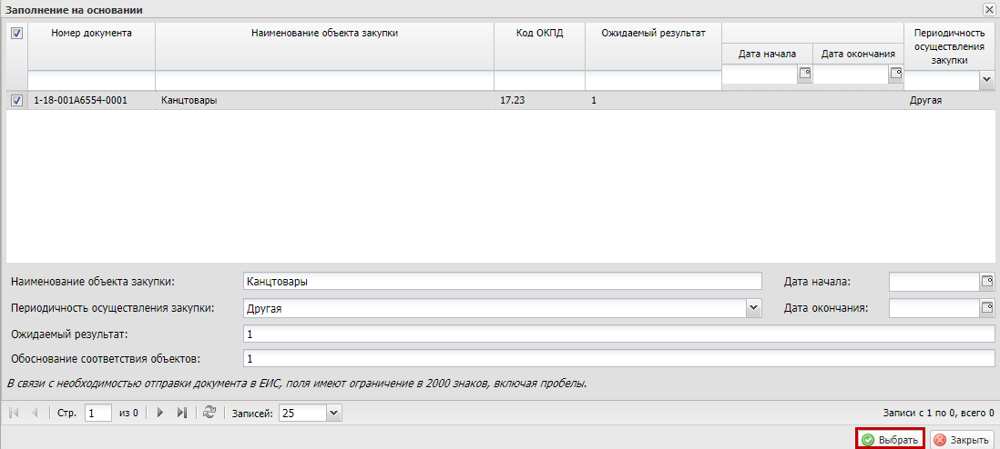 Заполнение на основании
Номер документа Наименование объекта закупки Код ОКПД Ожидаемый результат Дата начала Дата окончания Периодичность осуществления закупки
1-18-001А6554-0001 Канцтовары 17.23 1 Другая
Наименование объекта закупки: Канцтовары Дата начала:
Периодичность осуществления закупки: Другая Дата окончания:
Ожидаемый результат: 1
Обоснование соответствия объектов: 1
В связи с необходимостью отправки документа в ЕИС, поля имеют ограничение в 2000 знаков, включая пробелы.
Стр. 1 из 0 Записей: 25 Записи с 1 по 0, всего 0
Выбрать Закрыть